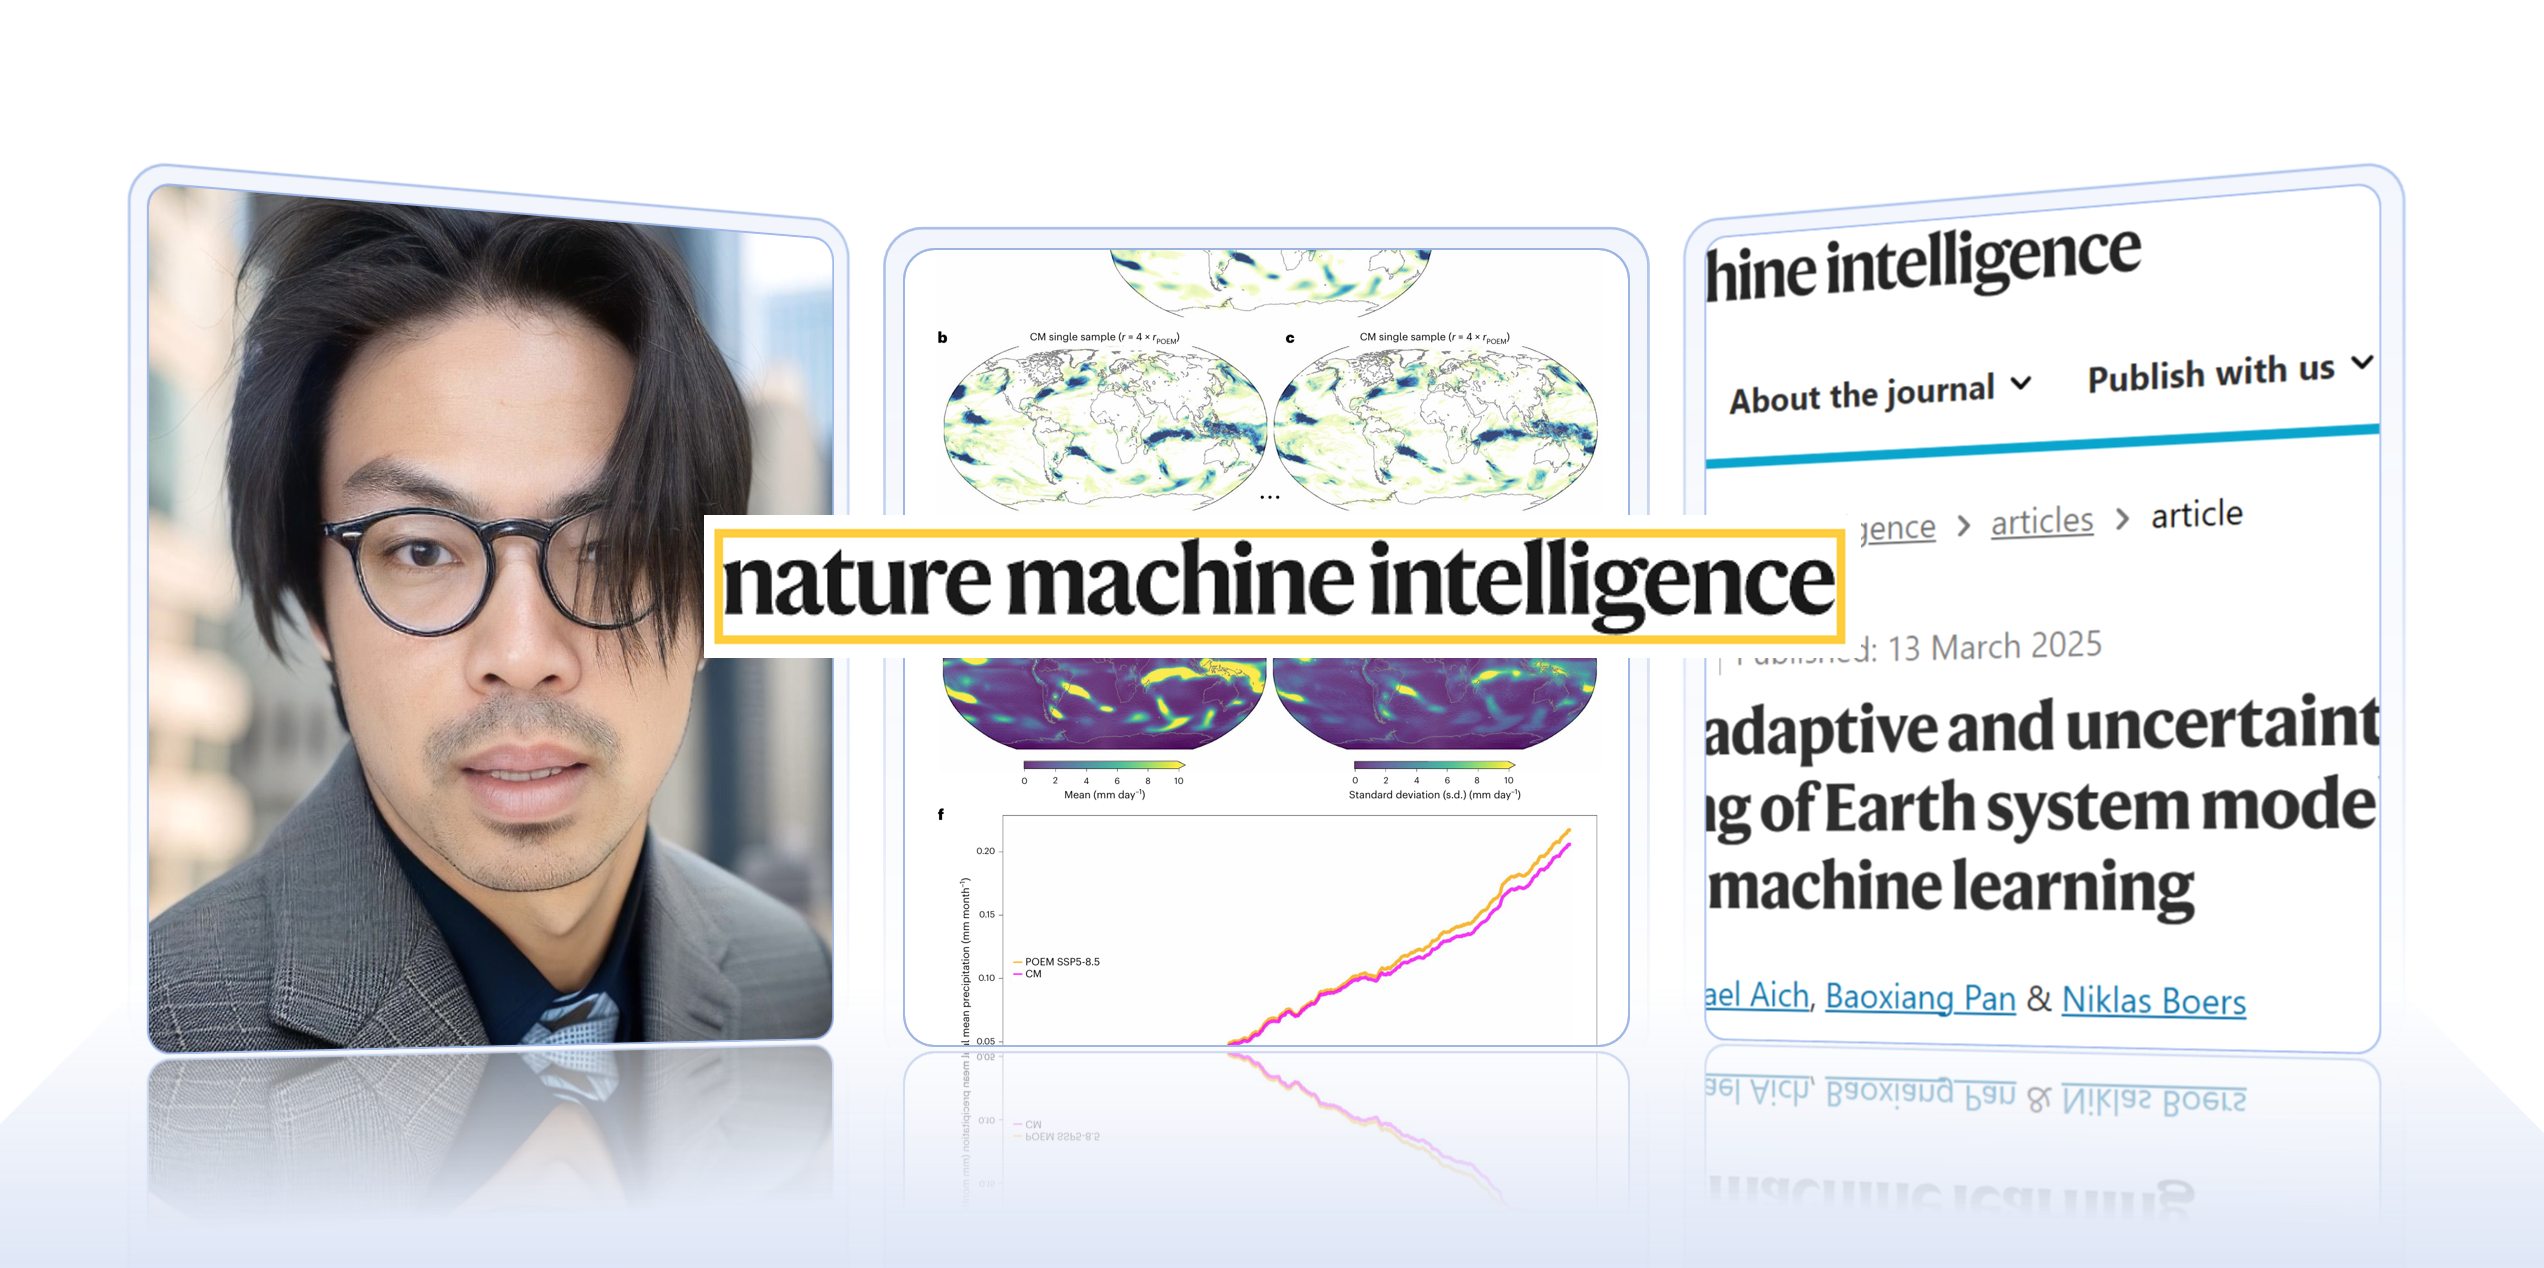 b
CM single sample (r = 4 × rPOEM)
c
CM single sample (r = 4 × rPOEM)
...
nature machine intelligence
0 2 4 6 8 10
Mean (mm day⁻¹)
0 2 4 6 8 10
Standard deviation (s.d.) (mm day⁻¹)
f
0.20
0.15
0.10
0.05
mean precipitation (mm month⁻¹)
POEM SSP5-8.5
CM
hine intelligence
About the journal
Publish with us
gence > articles > article
d: 13 March 2025
adaptive and uncertaint
ng of Earth system mode
machine learning
ael Aich, Baoxiang Pan & Niklas Boers